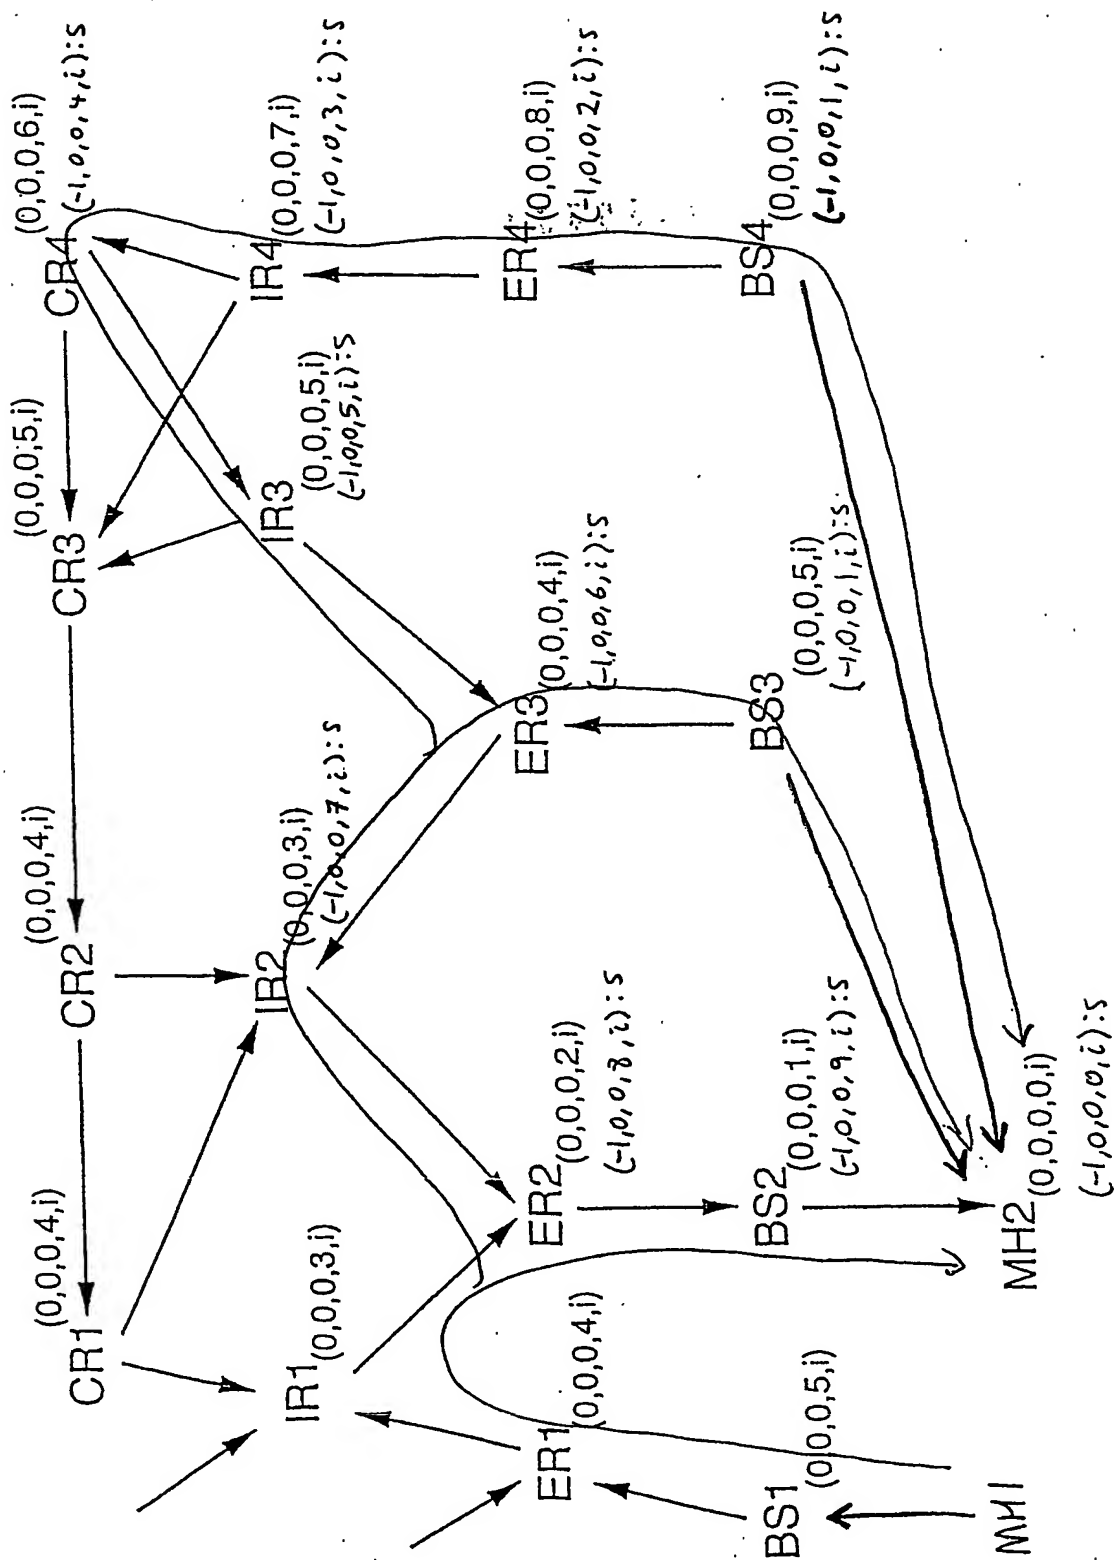 CR1 (0,0,0,4,i)
CR2 (0,0,0,4,i)
CR3 (0,0,0,5,i)
CR4 (0,0,0,6,i)
(-1,0,0,4,i):s
IR1 (0,0,0,3,i)
IR2 (0,0,0,3,i)
(-1,0,0,7,i):s
IR3 (0,0,0,5,i)
(-1,0,0,5,i):s
IR4 (0,0,0,7,i)
(-1,0,0,3,i):s
ER1 (0,0,0,4,i)
ER2 (0,0,0,2,i)
(-1,0,0,8,i):s
ER3 (0,0,0,4,i)
(-1,0,0,6,i):s
ER4 (0,0,0,8,i)
(-1,0,0,2,i):s
BS1 (0,0,0,5,i)
BS2 (0,0,0,1,i)
(-1,0,0,9,i):s
BS3 (0,0,0,5,i)
(-1,0,0,1,i):s
BS4 (0,0,0,9,i)
(-1,0,0,1,i):s
MH1
MH2 (0,0,0,0,i)
(-1,0,0,0,i):s